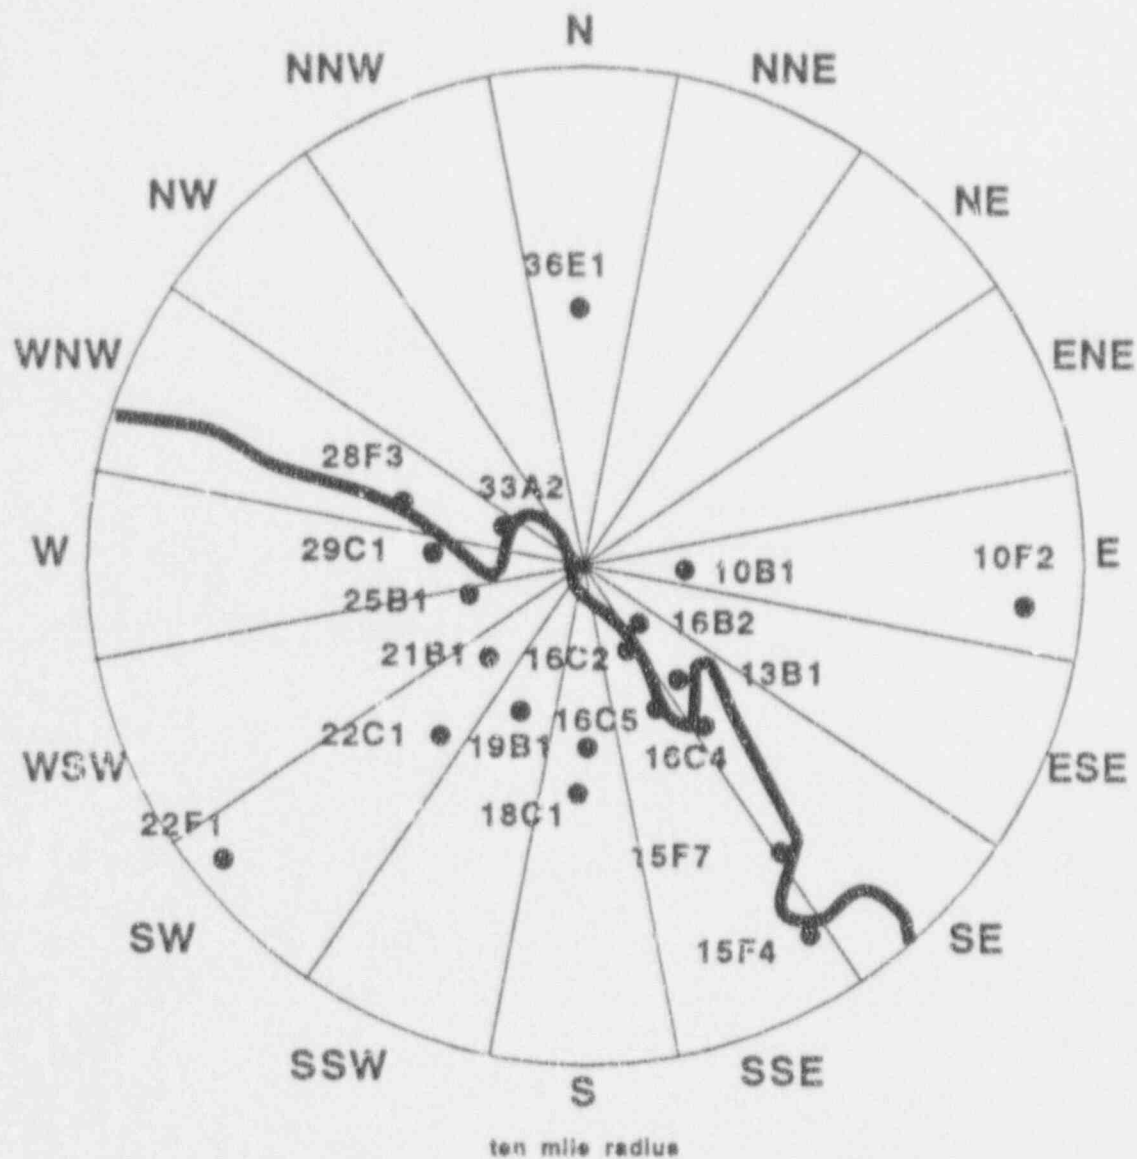 N
NNW NNE
NW NE
36E1
WNW ENE
28F3
33A2
W 29C1 10B1 10F2 E
25B1 16B2
21B1 16C2 13B1
22C1 19B1 16C5 16C4
WSW ESE
18C1
22F1 15F7
SW 15F4 SE
SSW SSE
S
ten mile radius